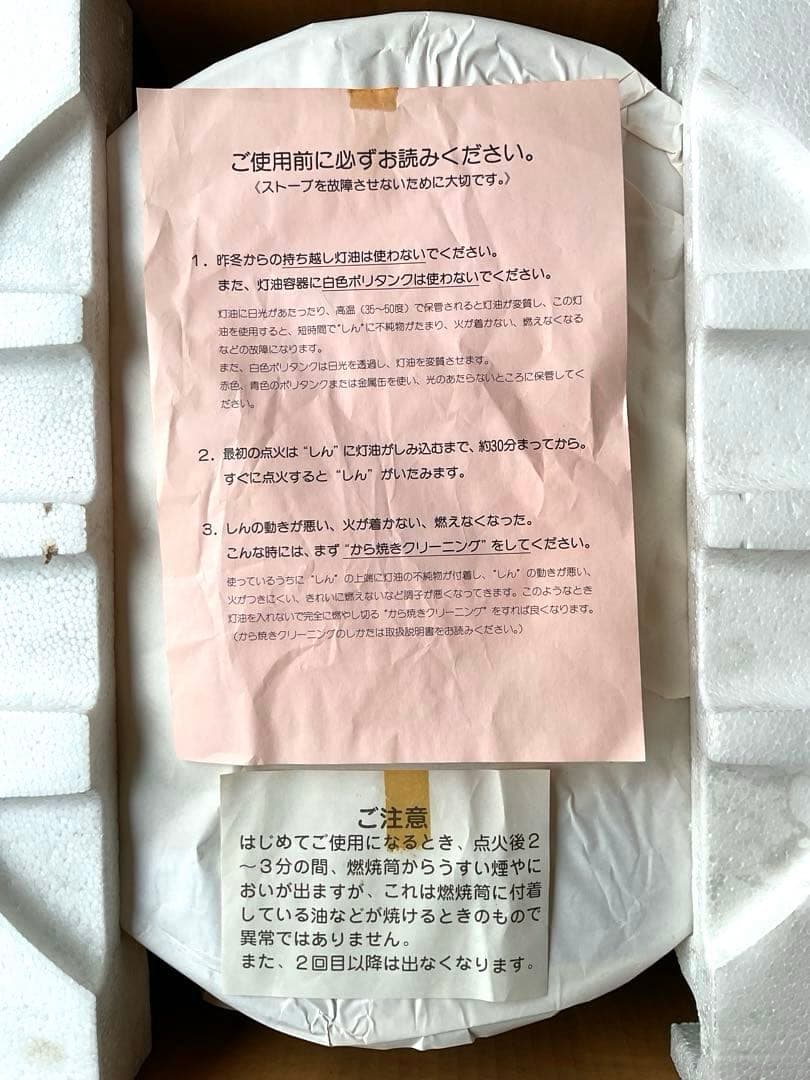 ご使用前に必ずお読みください。
《ストーブを故障させないために大切です。》
1．昨冬からの持ち越し灯油は使わないでください。
また、灯油容器に白色ポリタンクは使わないでください。
灯油に日光があたったり、高温（35〜50度）で保管されると灯油が変質し、この灯
油を使用すると、短時間で"しん"に不純物がたまり、火が着かない、燃えなくなる
などの故障になります。
また、白色ポリタンクは日光を透過し、灯油を変質させます。
赤色、青色のポリタンクまたは金属缶を使い、光のあたらないところに保管してく
ださい。
2．最初の点火は "しん" に灯油がしみ込むまで、約30分まってから。
すぐに点火すると "しん" がいたみます。
3．しんの動きが悪い、火が着かない、燃えなくなった。
こんな時には、まず "から焼きクリーニング" をしてください。
使っているうちに "しん" の上端に灯油の不純物が付着し、"しん" の動きが悪い、
火がつきにくい、きれいに燃えないなど調子が悪くなってきます。このようなとき
灯油を入れないで完全に燃やし切る "から焼きクリーニング" をすれば良くなります。
（から焼きクリーニングのしかたは取扱説明書をお読みください。）
ご注意
はじめてご使用になるとき、点火後2
〜3分の間、燃焼筒からうすい煙やに
おいが出ますが、これは燃焼筒に付着
している油などが焼けるときのもので
異常ではありません。
また、2回目以降は出なくなります。